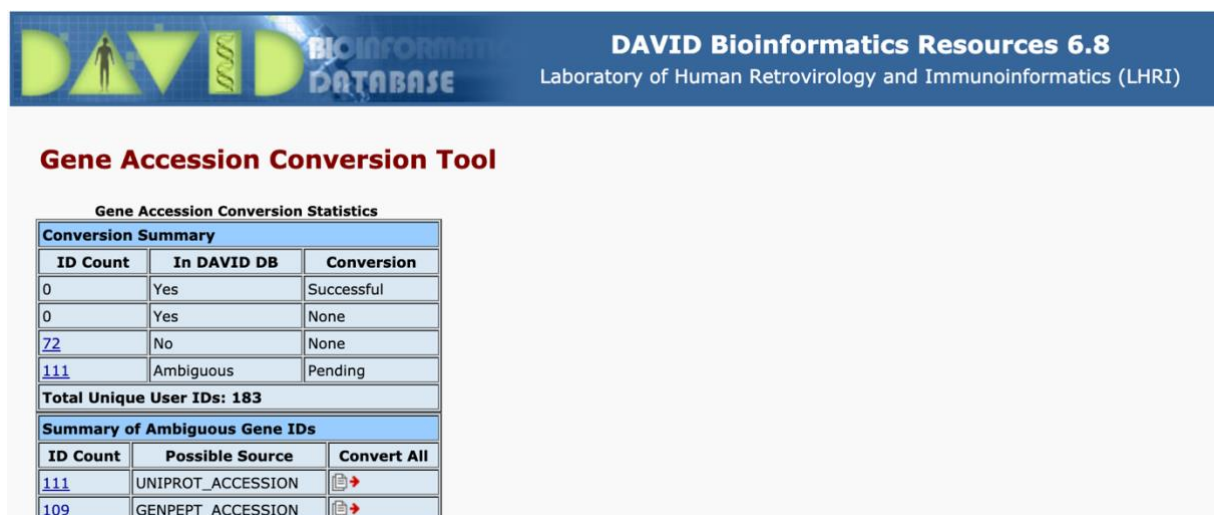 DAVID BIOINFORMATICS
DATABASE
DAVID Bioinformatics Resources 6.8
Laboratory of Human Retrovirology and Immunoinformatics (LHRI)
Gene Accession Conversion Tool
Gene Accession Conversion Statistics
Conversion Summary
ID Count In DAVID DB Conversion
0 Yes Successful
0 Yes None
72 No None
111 Ambiguous Pending
Total Unique User IDs: 183
Summary of Ambiguous Gene IDs
ID Count Possible Source Convert All
111 UNIPROT_ACCESSION
109 GENPEPT_ACCESSION